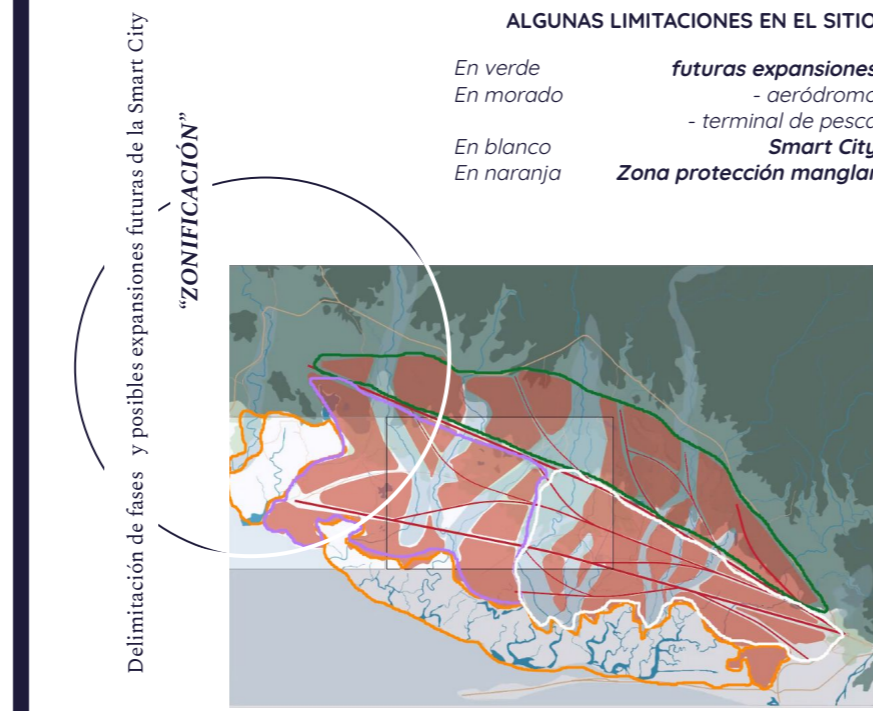 ALGUNAS LIMITACIONES EN EL SITIO
En verde futuras expansiones
En morado - aeródromo
- terminal de pesca
En blanco Smart City
En naranja Zona protección manglar
Delimitación de fases y posibles expansiones futuras de la Smart City
“ZONIFICACIÓN”